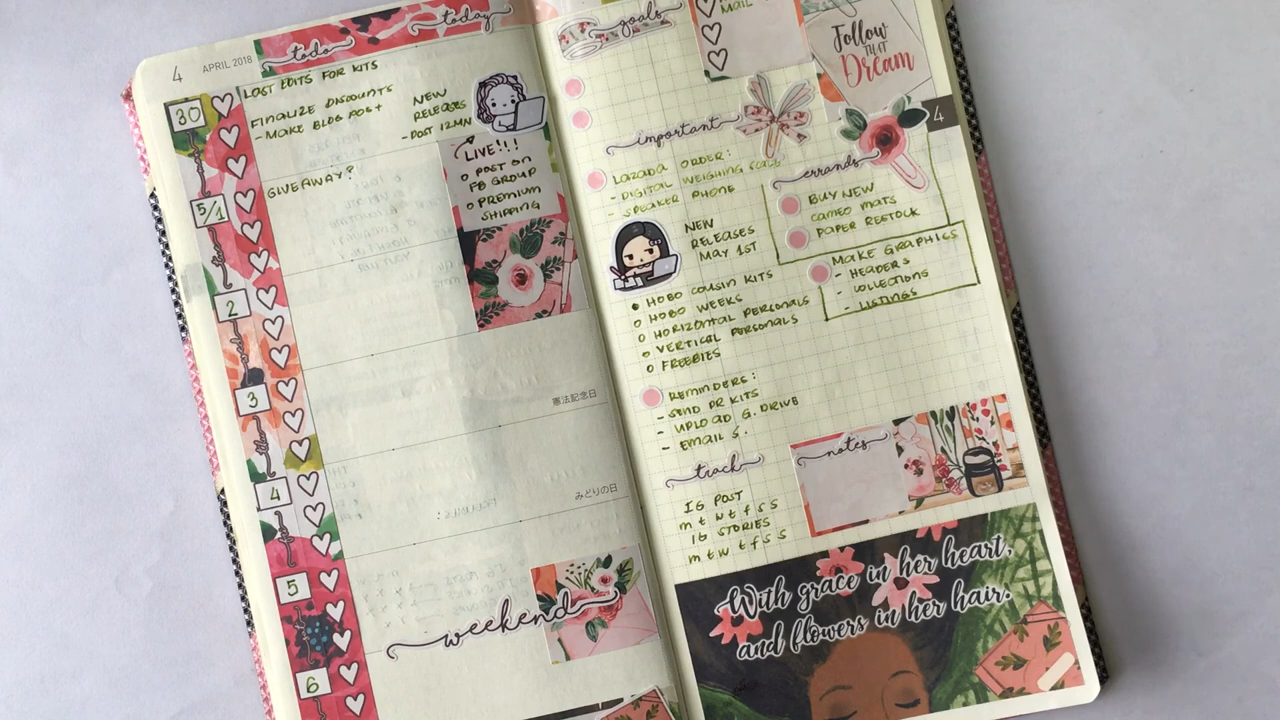 todo
today
4 APRIL 2018
LAST EDITS FOR KITS
30
FINALIZE DISCOUNTS
- MAKE BLOG POST
NEW
RELEASES
- POST 12MN
LIVE!!!
O POST ON
FB GROUP
O PREMIUM
SHIPPING
GIVEAWAY?
5/1
2
3
憲法記念日
4
みどりの日
5
weekend
6
goals
MAIL
Follow
THAT
Dream
4
important
LAZADA ORDER:
- DIGITAL WEIGHING SCALE
- SPEAKER PHONE
errands
BUY NEW
CAMEO MATS
PAPER RESTOCK
NEW
RELEASES
MAY 1ST
MAKE GRAPHICS
- HEADERS
- COLLECTIONS
- LISTINGS
HOBO COUSIN KITS
O HOBO WEEKS
O HORIZONTAL PERSONALS
O VERTICAL PERSONALS
O FREEBIES
REMINDERS:
- SEND PR KITS
- UPLOAD G.DRIVE
- EMAILS.
track
notes
IG POST
m t w t f s s
IG STORIES
m t w t f s s
With grace in her heart,
and flowers in her hair.